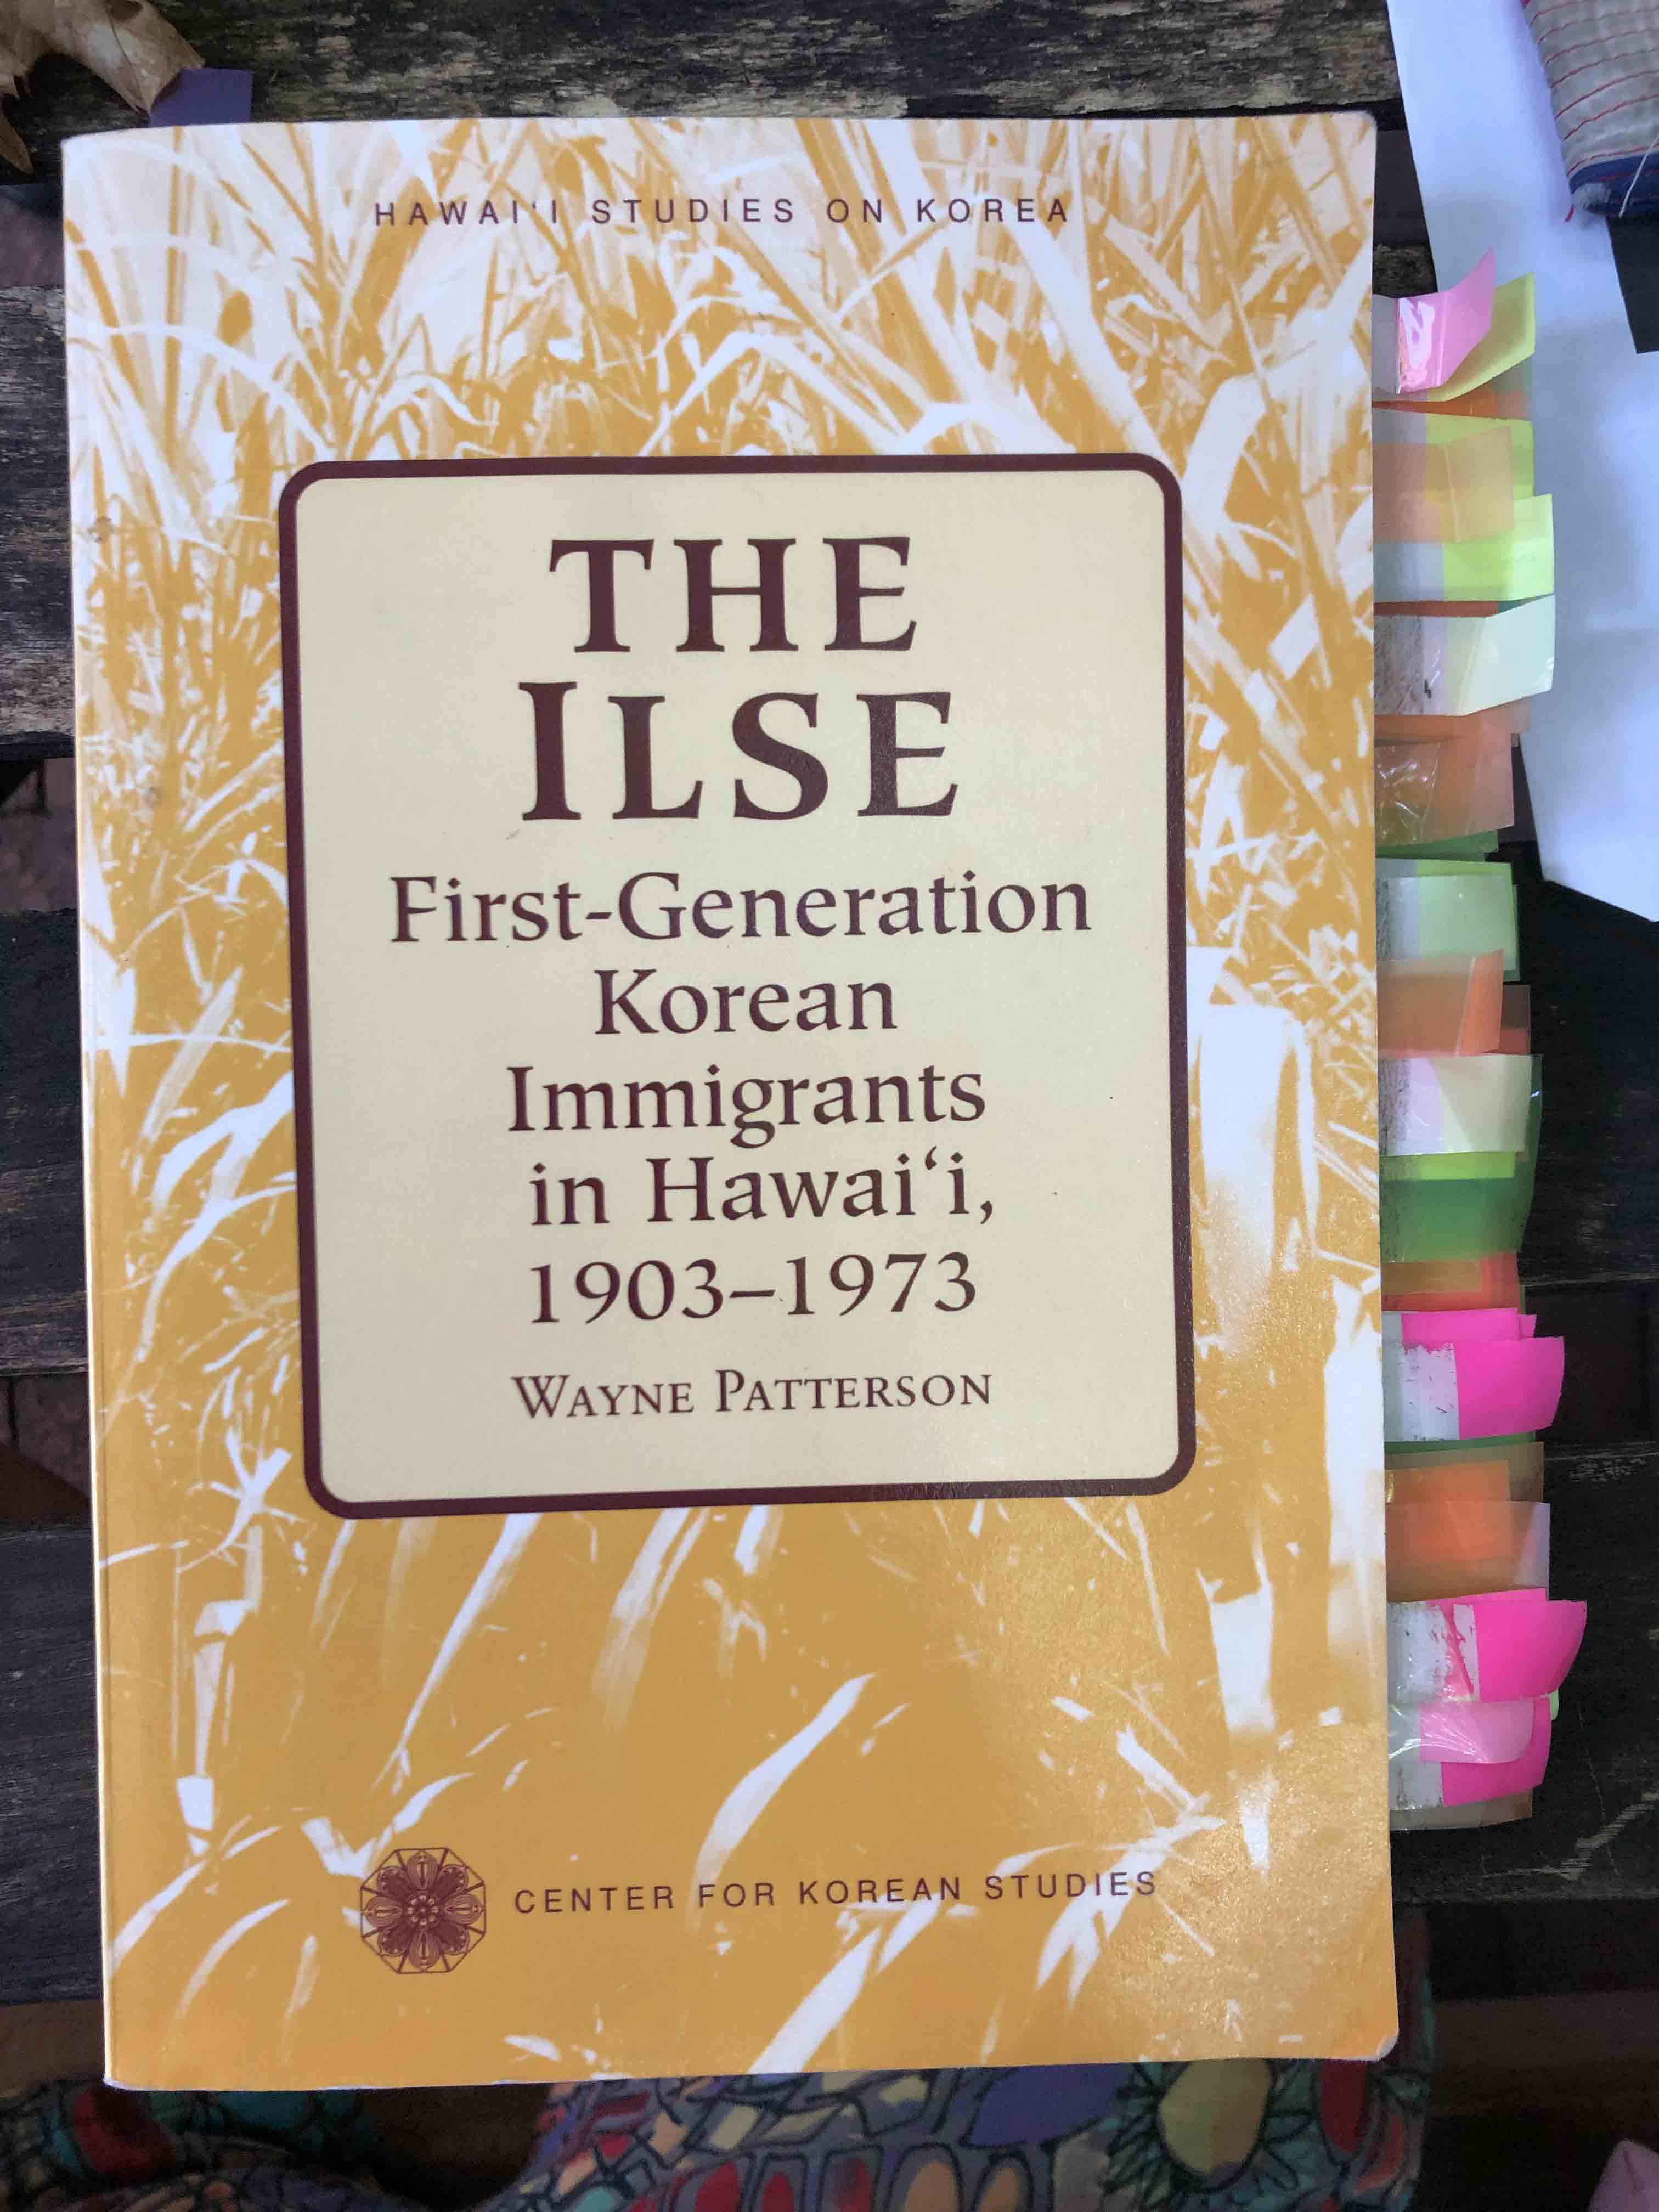 HAWAI‘I STUDIES ON KOREA
THE
ILSE
First-Generation
Korean
Immigrants
in Hawai‘i,
1903–1973
WAYNE PATTERSON
CENTER FOR KOREAN STUDIES